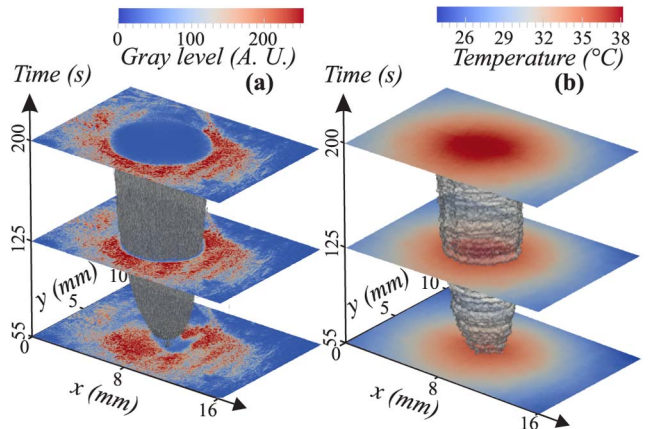 0 100 200
Gray level (A. U.)
Time (s)
(a)
200
125
55
y (mm)
10
5
0
8
x (mm)
16
26 29 32 35 38
Temperature (°C)
Time (s)
(b)
200
125
55
y (mm)
10
5
0
8
x (mm)
16